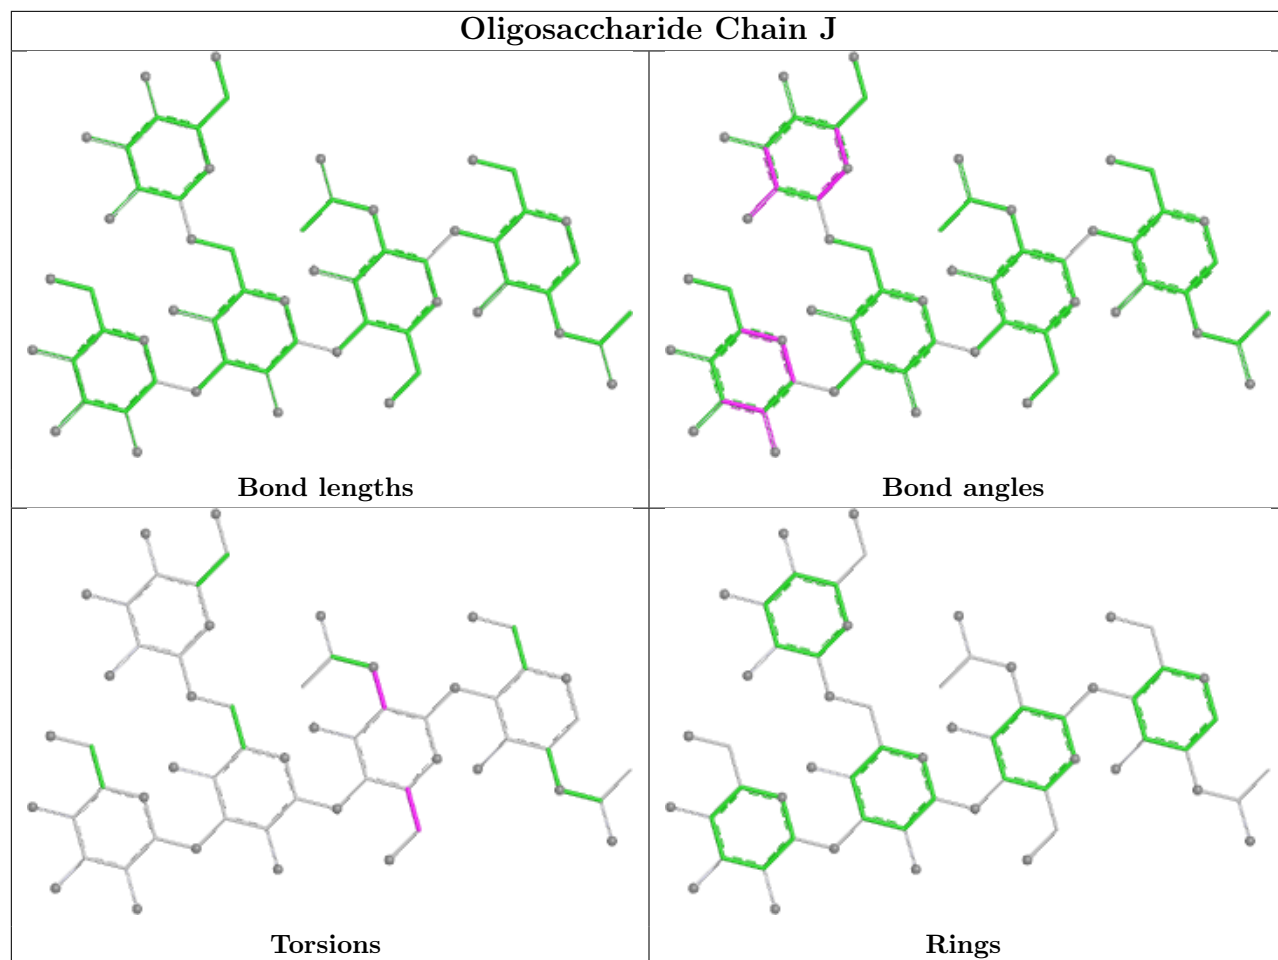 Oligosaccharide Chain J
Bond lengths
Bond angles
Torsions
Rings